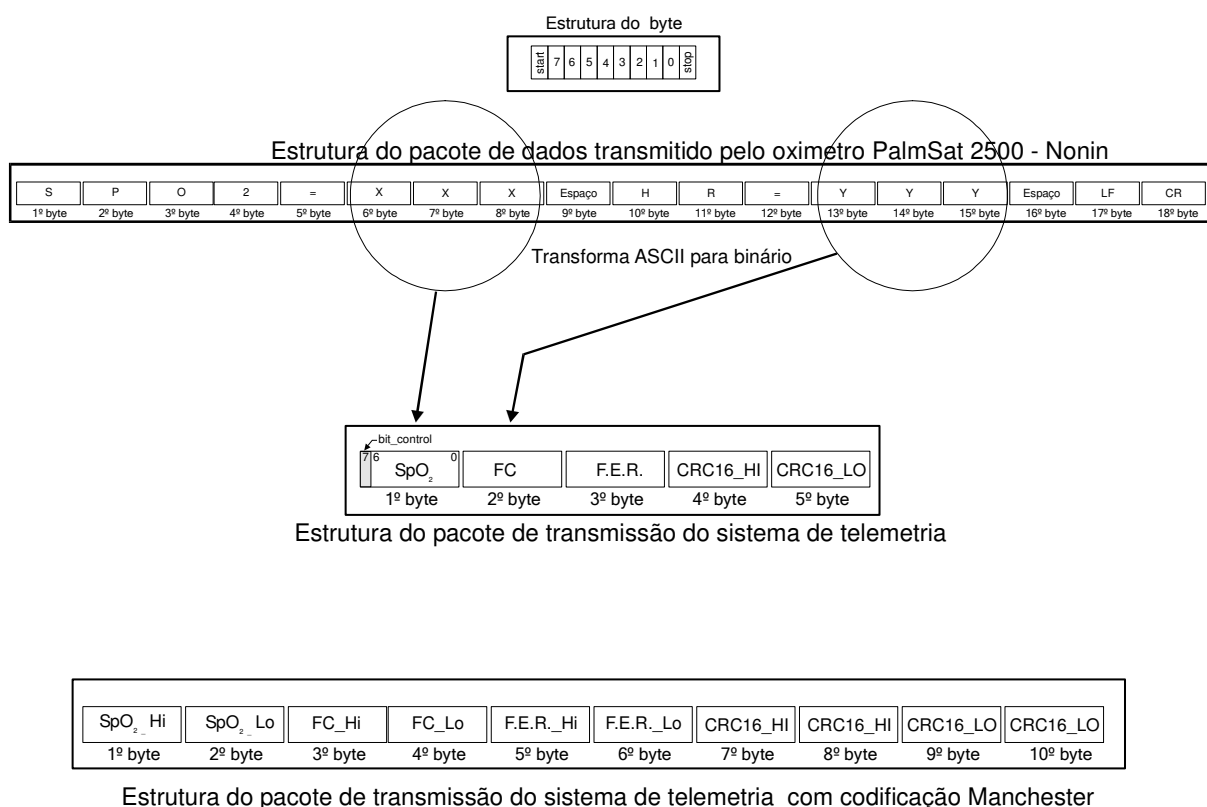 Estrutura do byte
start 7 6 5 4 3 2 1 0 stop
Estrutura do pacote de dados transmitido pelo oximetro PalmSat 2500 - Nonin
S P O 2 = X X X Espaço H R = Y Y Y Espaço LF CR
1º byte 2º byte 3º byte 4º byte 5º byte 6º byte 7º byte 8º byte 9º byte 10º byte 11º byte 12º byte 13º byte 14º byte 15º byte 16º byte 17º byte 18º byte
Transforma ASCII para binário
bit_control
7 6 0
SpO2 FC F.E.R. CRC16_HI CRC16_LO
1º byte 2º byte 3º byte 4º byte 5º byte
Estrutura do pacote de transmissão do sistema de telemetria
SpO2_Hi SpO2_Lo FC_Hi FC_Lo F.E.R._Hi F.E.R._Lo CRC16_HI CRC16_HI CRC16_LO CRC16_LO
1º byte 2º byte 3º byte 4º byte 5º byte 6º byte 7º byte 8º byte 9º byte 10º byte
Estrutura do pacote de transmissão do sistema de telemetria com codificação Manchester